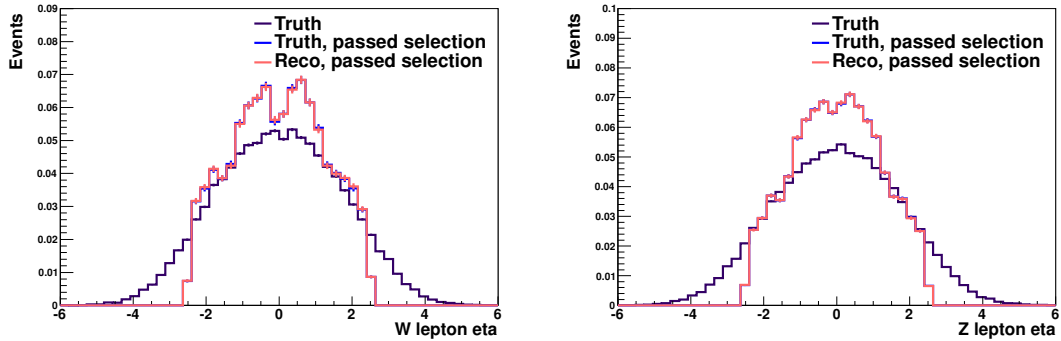 Events
0.09
0.08
0.07
0.06
0.05
0.04
0.03
0.02
0.01
0
-6 -4 -2 0 2 4 6
W lepton eta
Truth
Truth, passed selection
Reco, passed selection
Events
0.1
0.09
0.08
0.07
0.06
0.05
0.04
0.03
0.02
0.01
0
-6 -4 -2 0 2 4 6
Z lepton eta
Truth
Truth, passed selection
Reco, passed selection